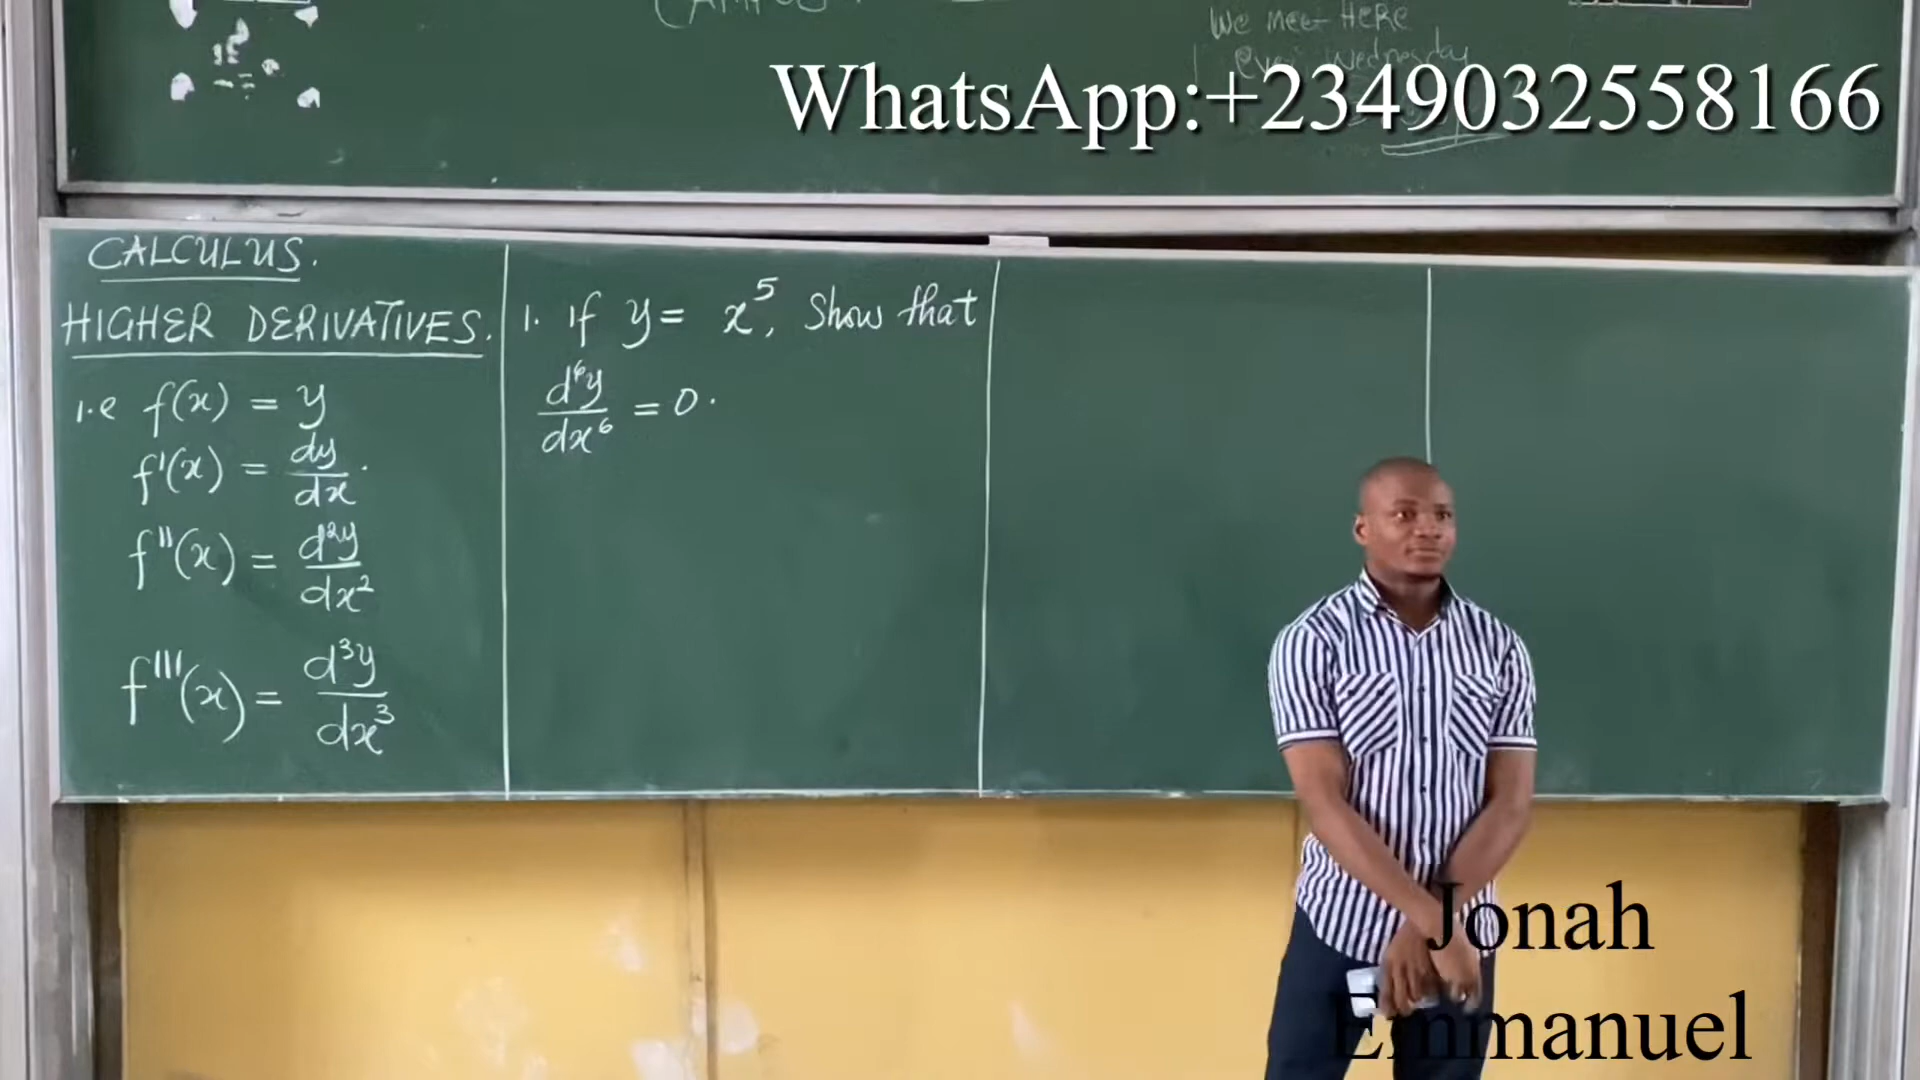 We meet HERE
Wednesday
WhatsApp:+2349032558166
CALCULUS.
HIGHER DERIVATIVES.
i.e f(x) = y
f'(x) = dy/dx.
f''(x) = d²y/dx²
f'''(x) = d³y/dx³
1. If y = x⁵, Show that
d⁶y/dx⁶ = 0.
Jonah
Emmanuel